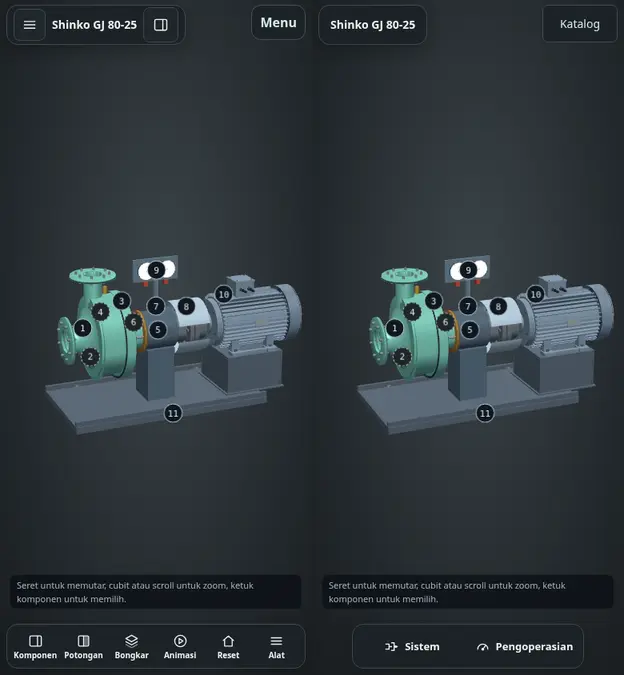 Shinko GJ 80-25
Menu
9
3
4
7
8
10
6
1
5
2
11
Seret untuk memutar, cubit atau scroll untuk zoom, ketuk
komponen untuk memilih.
Komponen Potongan Bongkar Animasi Reset Alat
Shinko GJ 80-25
Katalog
9
3
4
7
8
10
6
1
5
2
11
Seret untuk memutar, cubit atau scroll untuk zoom, ketuk
komponen untuk memilih.
Sistem Pengoperasian